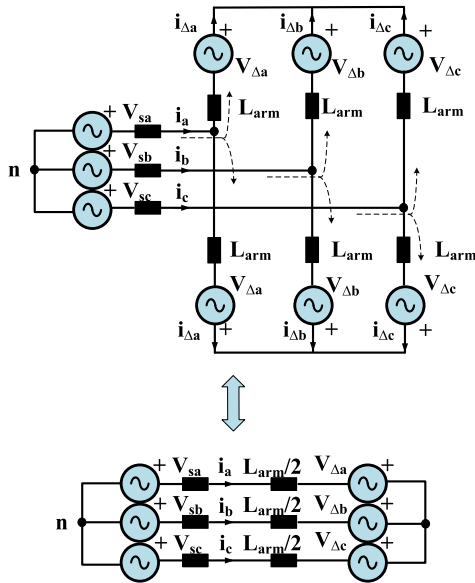 i∆a i∆b i∆c
+ + +
V∆a V∆b V∆c
Larm Larm Larm
+ Vsa ia
+ Vsb ib
n
+ Vsc ic
Larm Larm Larm
V∆a V∆b V∆c
i∆a + i∆b + i∆c +
+ Vsa ia Larm/2 V∆a +
+ Vsb ib Larm/2 V∆b +
n
+ Vsc ic Larm/2 V∆c +